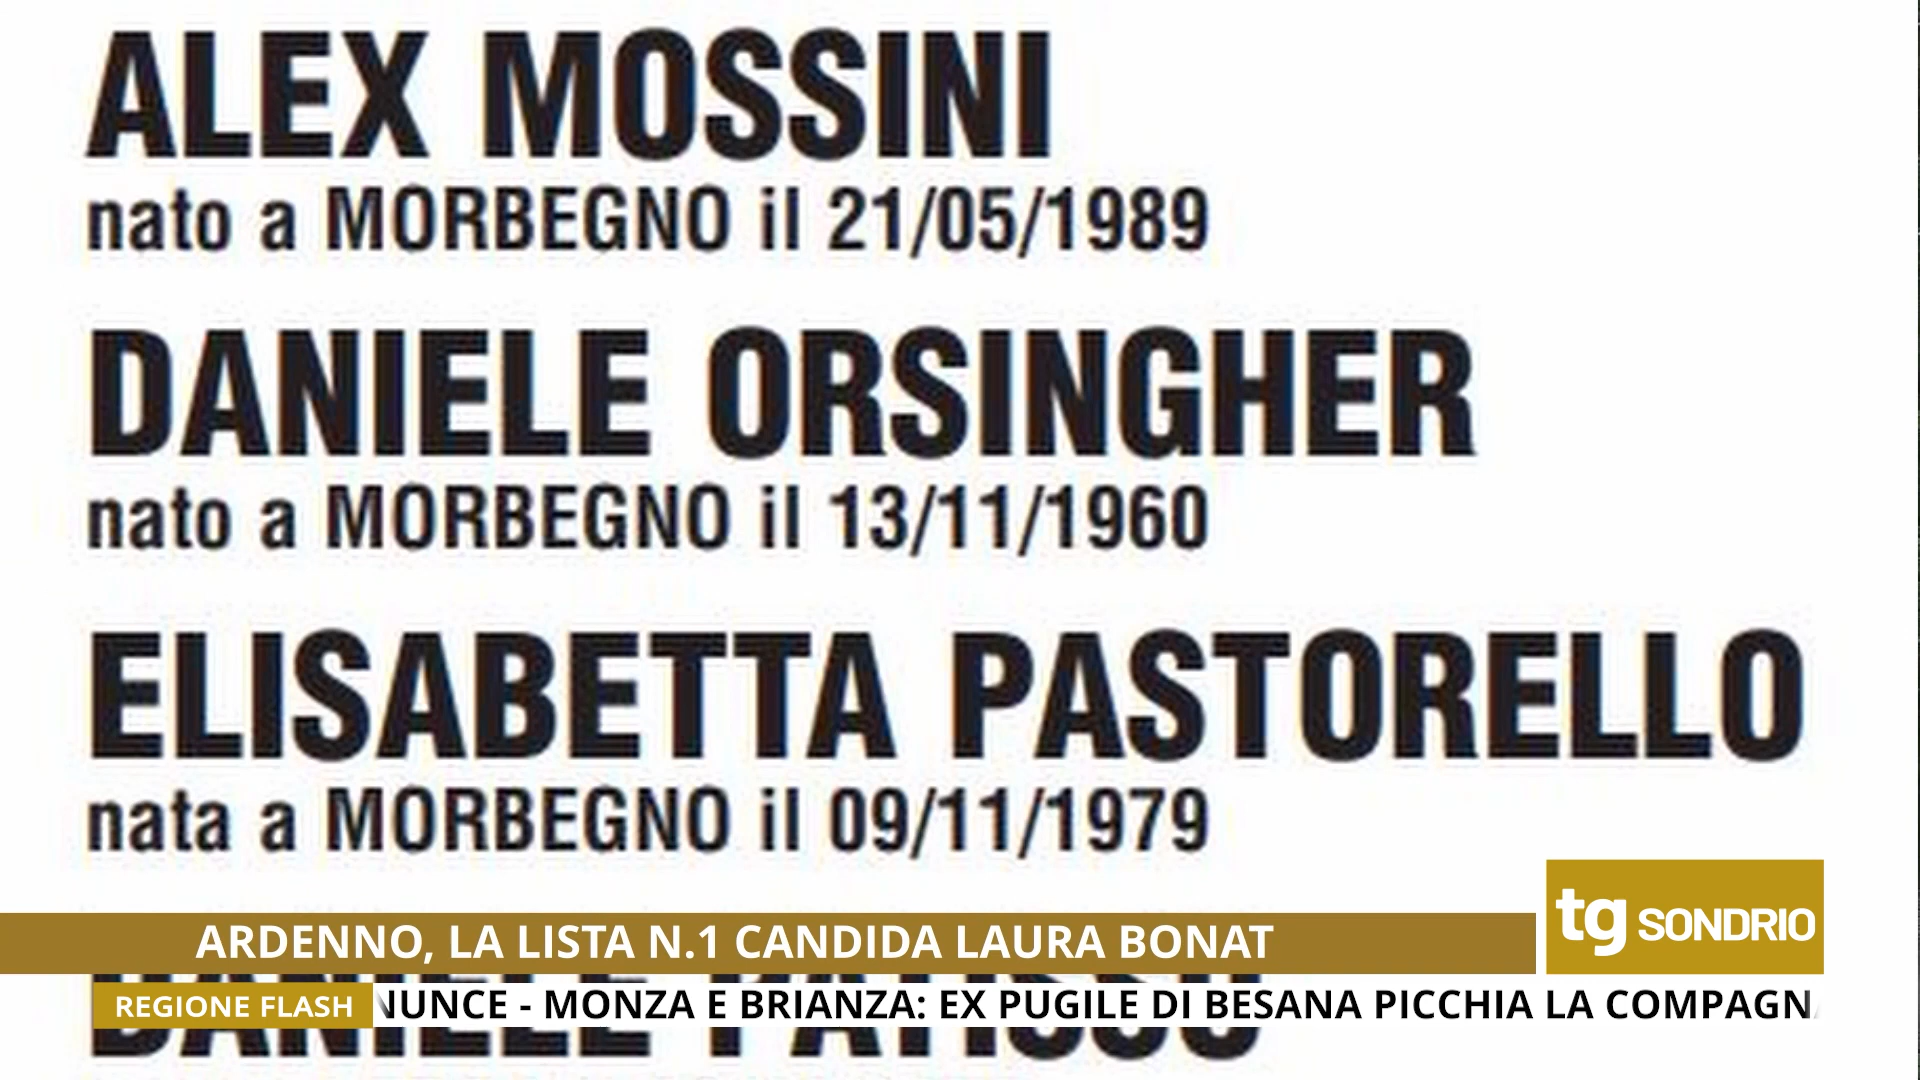 ALEX MOSSINI
nato a MORBEGNO il 21/05/1989
DANIELE ORSINGHER
nato a MORBEGNO il 13/11/1960
ELISABETTA PASTORELLO
nata a MORBEGNO il 09/11/1979
ARDENNO, LA LISTA N.1 CANDIDA LAURA BONAT
tg SONDRIO
DANIELE
REGIONE FLASH
NUNCE - MONZA E BRIANZA: EX PUGILE DI BESANA PICCHIA LA COMPAGN